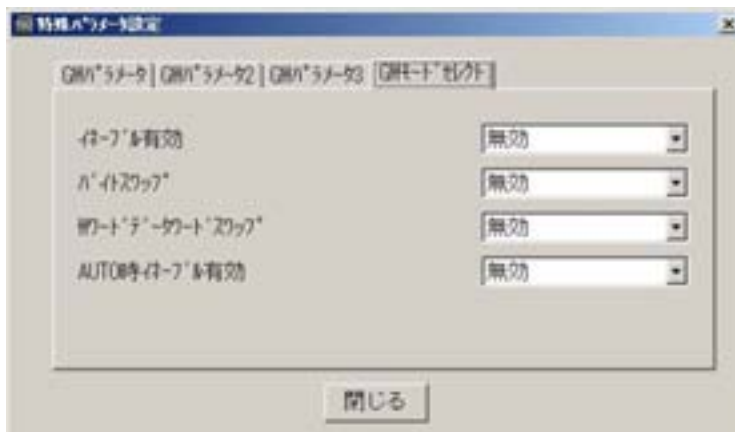 特殊ﾊﾟﾗﾒｰﾀ設定
GWﾊﾟﾗﾒｰﾀ GWﾊﾟﾗﾒｰﾀ2 GWﾊﾟﾗﾒｰﾀ3 GWﾓｰﾄﾞｾﾚｸﾄ
ｲﾈｰﾌﾞﾙ有効 無効
ﾊﾞｲﾄｽﾜｯﾌﾟ 無効
Wﾜｰﾄﾞﾃﾞｰﾀﾜｰﾄﾞｽﾜｯﾌﾟ 無効
AUTO時ｲﾈｰﾌﾞﾙ有効 無効
閉じる